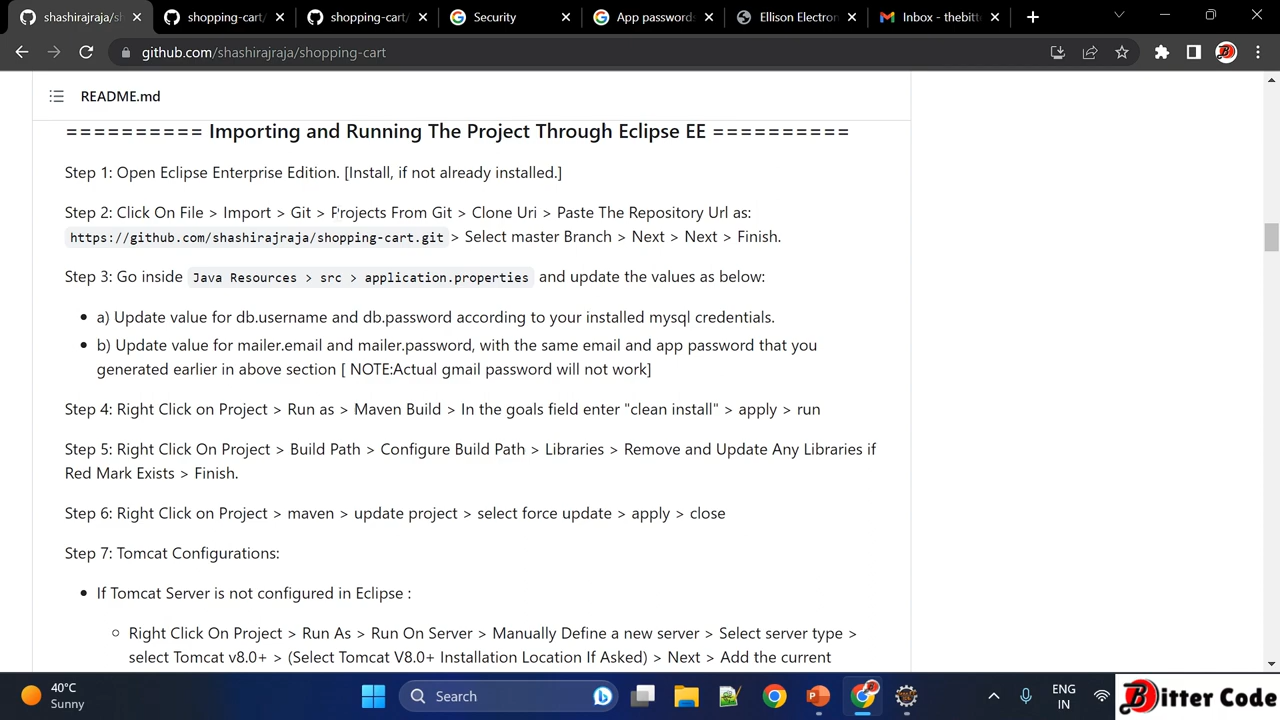 shashirajraja/s
shopping-cart/
shopping-cart/
Security
App passwords
Ellison Electron
Inbox - thebitte
github.com/shashirajraja/shopping-cart
README.md
========== Importing and Running The Project Through Eclipse EE ==========
Step 1: Open Eclipse Enterprise Edition. [Install, if not already installed.]
Step 2: Click On File > Import > Git > Projects From Git > Clone Uri > Paste The Repository Url as:
https://github.com/shashirajraja/shopping-cart.git > Select master Branch > Next > Next > Finish.
Step 3: Go inside Java Resources > src > application.properties and update the values as below:
a) Update value for db.username and db.password according to your installed mysql credentials.
b) Update value for mailer.email and mailer.password, with the same email and app password that you
generated earlier in above section [ NOTE:Actual gmail password will not work]
Step 4: Right Click on Project > Run as > Maven Build > In the goals field enter "clean install" > apply > run
Step 5: Right Click On Project > Build Path > Configure Build Path > Libraries > Remove and Update Any Libraries if
Red Mark Exists > Finish.
Step 6: Right Click on Project > maven > update project > select force update > apply > close
Step 7: Tomcat Configurations:
If Tomcat Server is not configured in Eclipse :
Right Click On Project > Run As > Run On Server > Manually Define a new server > Select server type >
select Tomcat v8.0+ > (Select Tomcat V8.0+ Installation Location If Asked) > Next > Add the current
40°C
Sunny
Search
ENG
IN
Bitter Code